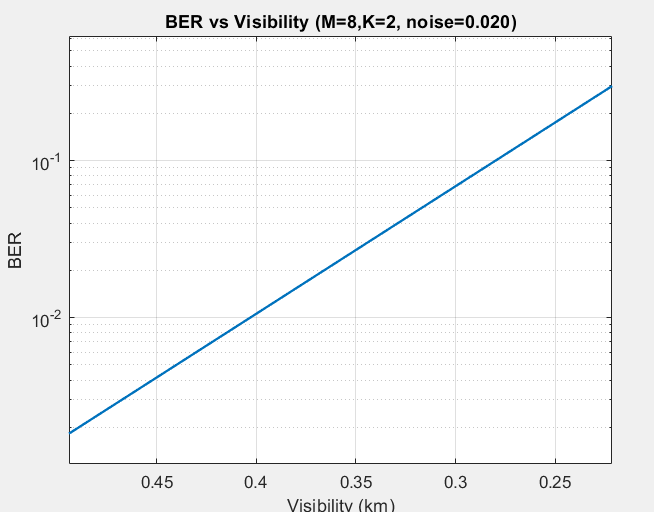 BER vs Visibility (M=8,K=2, noise=0.020)
BER
10-1
10-2
0.45 0.4 0.35 0.3 0.25
Visibility (km)